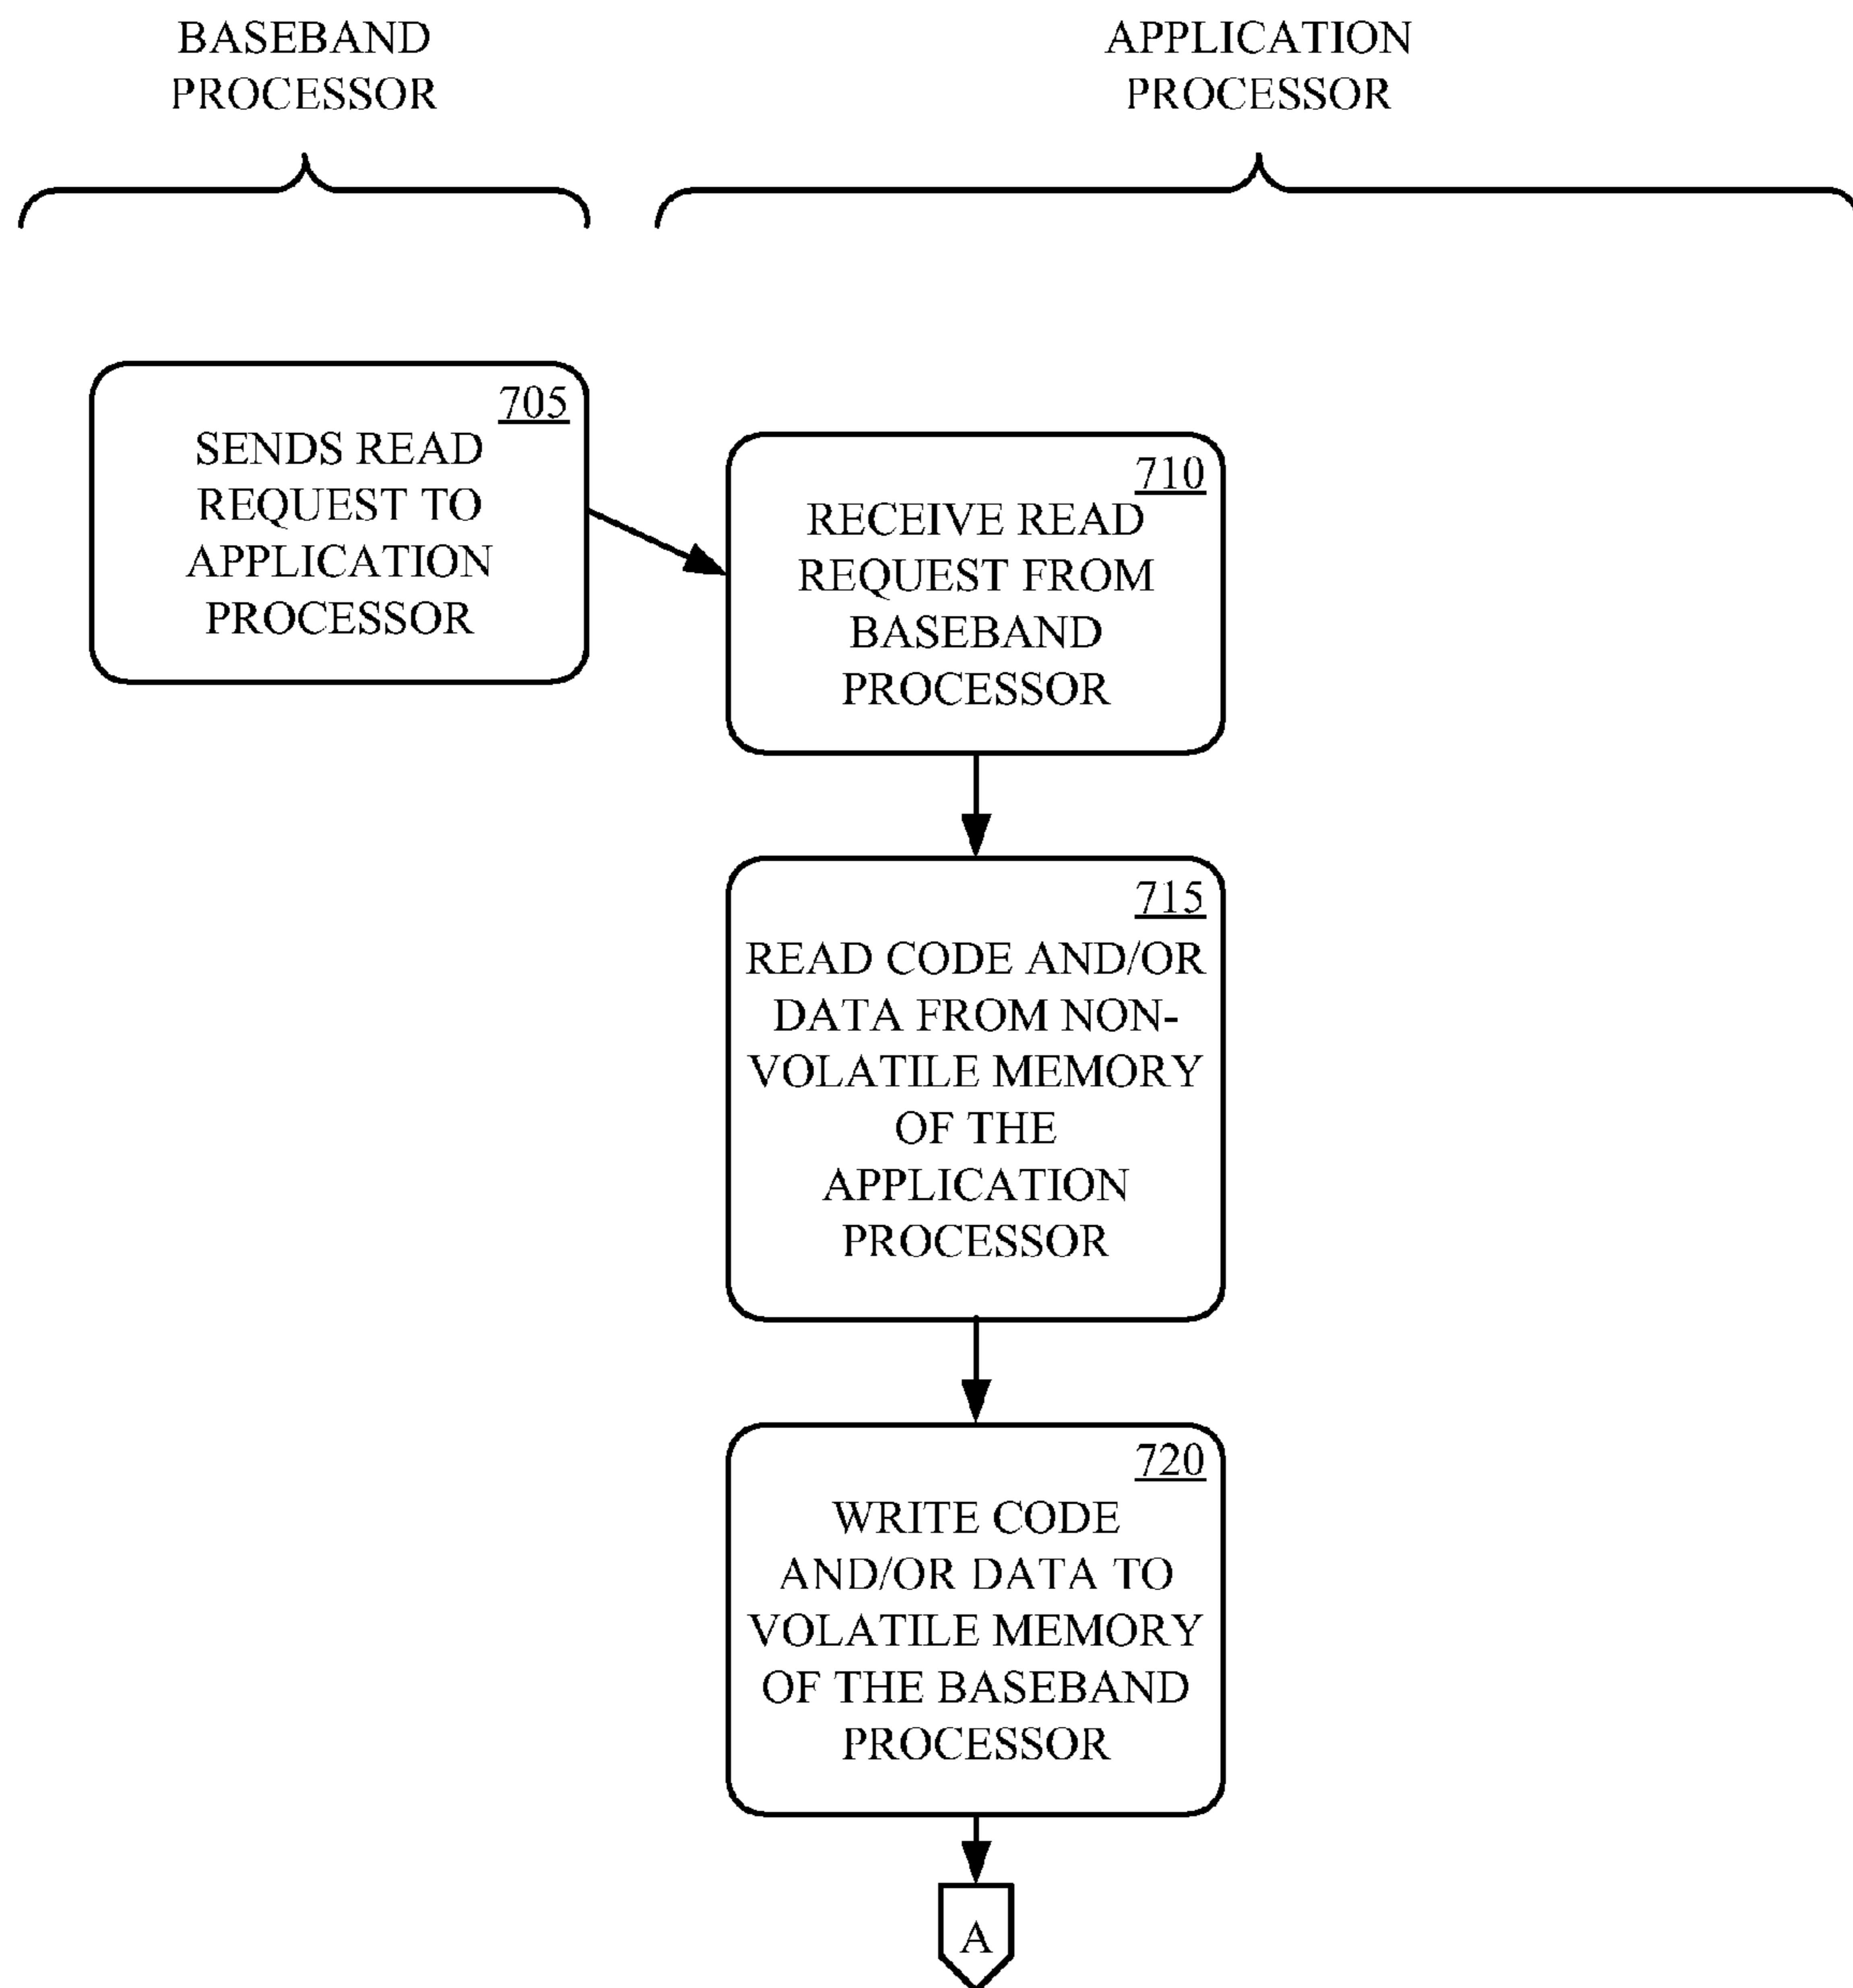 BASEBAND
PROCESSOR
APPLICATION
PROCESSOR
705
SENDS READ
REQUEST TO
APPLICATION
PROCESSOR
710
RECEIVE READ
REQUEST FROM
BASEBAND
PROCESSOR
715
READ CODE AND/OR
DATA FROM NON-
VOLATILE MEMORY
OF THE
APPLICATION
PROCESSOR
720
WRITE CODE
AND/OR DATA TO
VOLATILE MEMORY
OF THE BASEBAND
PROCESSOR
A